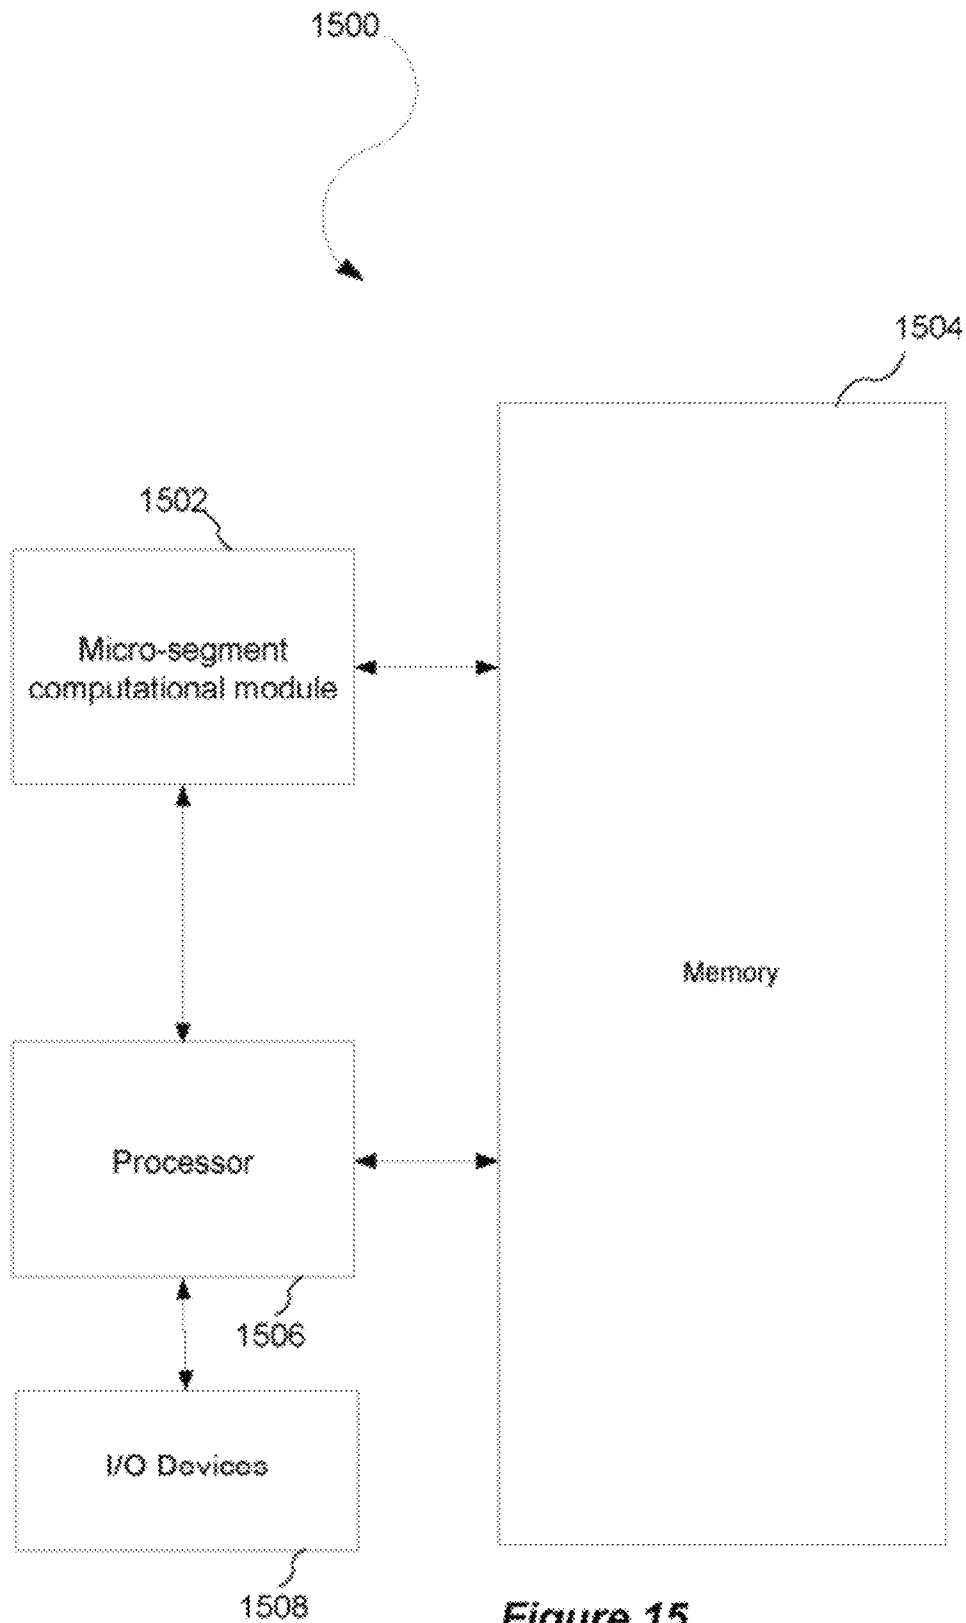 1500
1504
1502
Micro-segment
computational module
Memory
Processor
1506
I/O Devices
1508
Figure 15